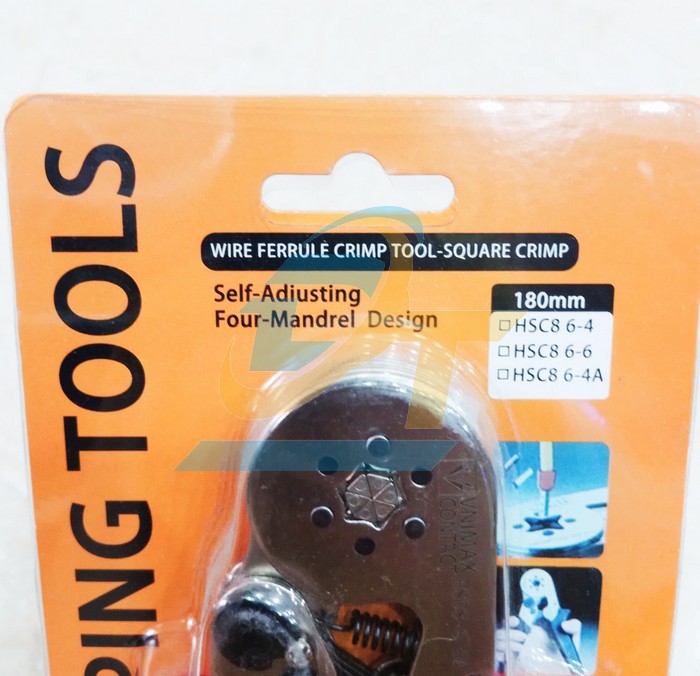 PING TOOLS
WIRE FERRULE CRIMP TOOL-SQUARE CRIMP
Self-Adiusting
Four-Mandrel Design
180mm
HSC8 6-4
HSC8 6-6
HSC8 6-4A